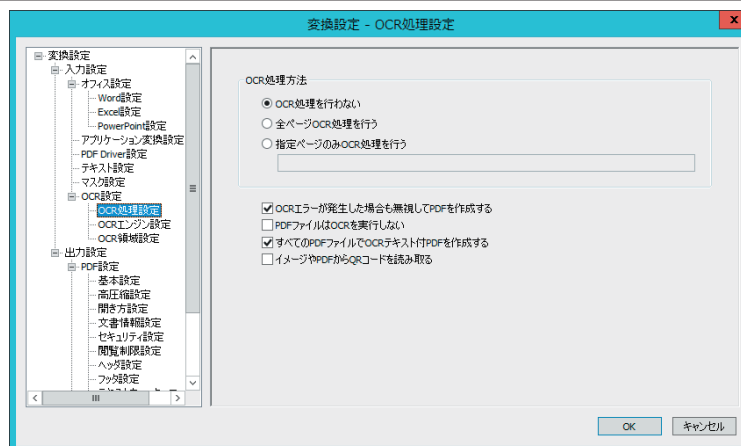 変換設定 - OCR処理設定
x
変換設定
入力設定
オフィス設定
Word設定
Excel設定
PowerPoint設定
アプリケーション変換設定
PDF Driver設定
テキスト設定
マスク設定
OCR設定
OCR処理設定
OCRエンジン設定
OCR領域設定
出力設定
PDF設定
基本設定
高圧縮設定
開き方設定
文書情報設定
セキュリティ設定
閲覧制限設定
ヘッダ設定
フッタ設定
OCR処理方法
OCR処理を行わない
全ページOCR処理を行う
指定ページのみOCR処理を行う
OCRエラーが発生した場合も無視してPDFを作成する
PDFファイルはOCRを実行しない
すべてのPDFファイルでOCRテキスト付PDFを作成する
イメージやPDFからQRコードを読み取る
OK
キャンセル